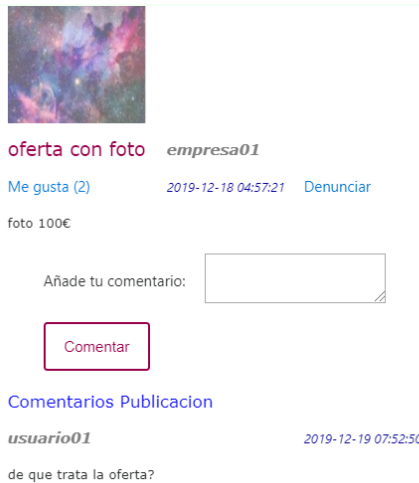 oferta con foto empresa01
Me gusta (2) 2019-12-18 04:57:21 Denunciar
foto 100€
Añade tu comentario:
Comentar
Comentarios Publicacion
usuario01 2019-12-19 07:52:50
de que trata la oferta?